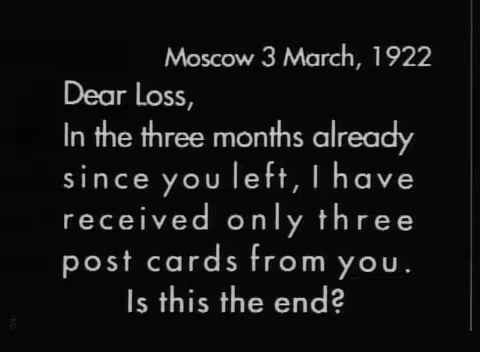 Moscow 3 March, 1922
Dear Loss,
In the three months already
since you left, I have
received only three
post cards from you.
Is this the end?